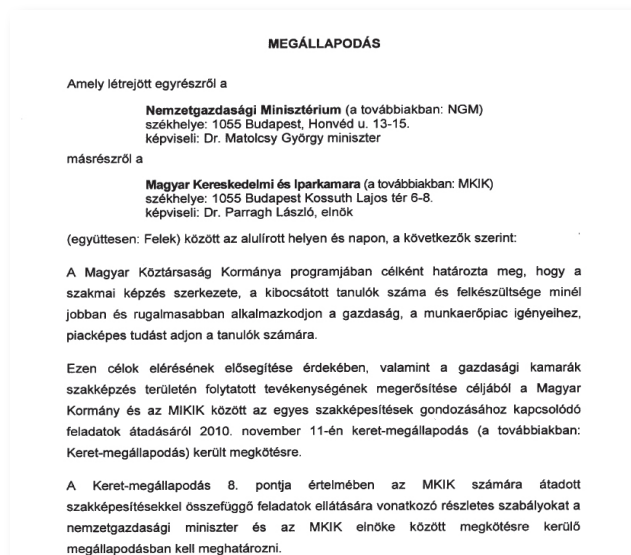 MEGÁLLAPODÁS
Amely létrejött egyrészről a
Nemzetgazdasági Minisztérium (a továbbiakban: NGM)
székhelye: 1055 Budapest, Honvéd u. 13-15.
képviseli: Dr. Matolcsy György miniszter
másrészről a
Magyar Kereskedelmi és Iparkamara (a továbbiakban: MKIK)
székhelye: 1055 Budapest Kossuth Lajos tér 6-8.
képviseli: Dr. Parragh László, elnök
(együttesen: Felek) között az alulírott helyen és napon, a következők szerint:
A Magyar Köztársaság Kormánya programjában célként határozta meg, hogy a
szakmai képzés szerkezete, a kibocsátott tanulók száma és felkészültsége minél
jobban és rugalmasabban alkalmazkodjon a gazdaság, a munkaerőpiac igényeihez,
piacképes tudást adjon a tanulók számára.
Ezen célok elérésének elősegítése érdekében, valamint a gazdasági kamarák
szakképzés területén folytatott tevékenységének megerősítése céljából a Magyar
Kormány és az MIKIK között az egyes szakképesítések gondozásához kapcsolódó
feladatok átadásáról 2010. november 11-én keret-megállapodás (a továbbiakban:
Keret-megállapodás) került megkötésre.
A Keret-megállapodás 8. pontja értelmében az MKIK számára átadott
szakképesítésekkel összefüggő feladatok ellátására vonatkozó részletes szabályokat a
nemzetgazdasági miniszter és az MKIK elnöke között megkötésre kerülő
megállapodásban kell meghatározni.